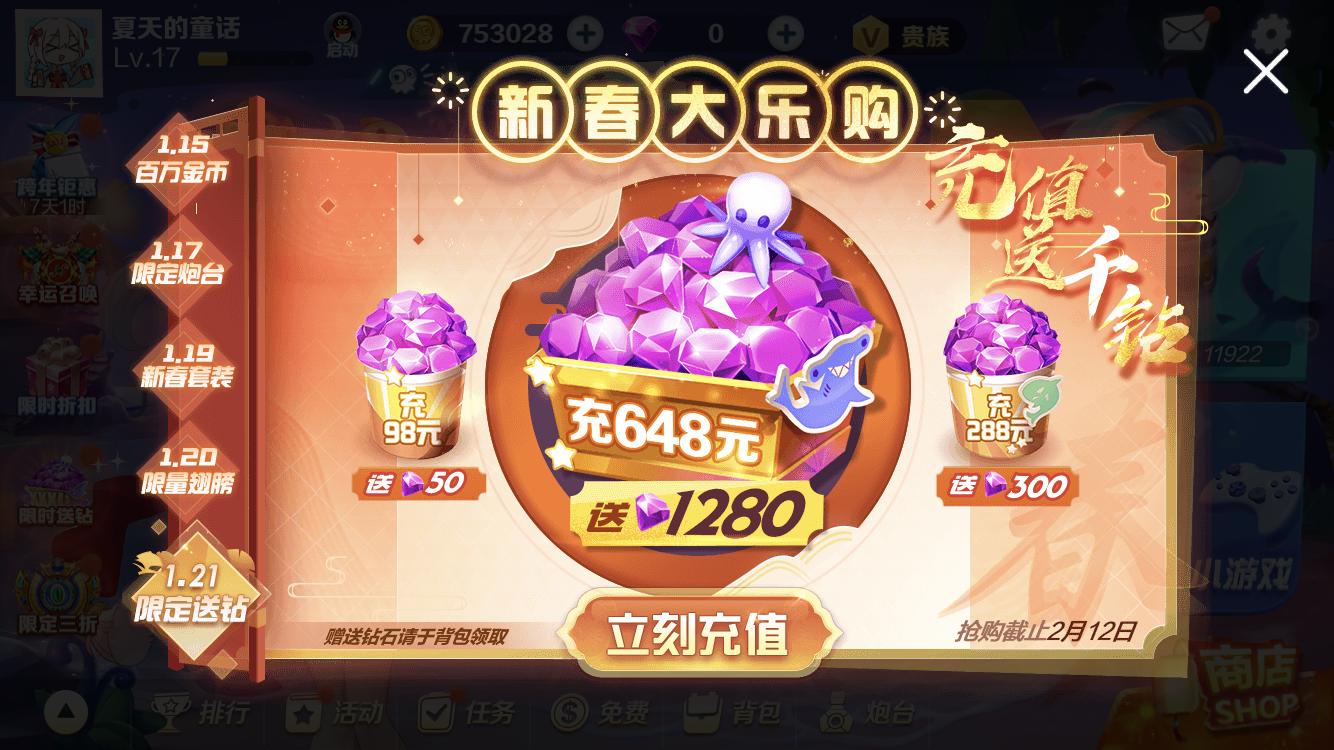 夏天的童话
Lv.17
启动
753028
0
V 贵族
新春大乐购
充值
送千钻
1.15
百万金币
1.17
限定炮台
1.19
新春套装
1.20
限量翅膀
1.21
限定送钻
跨年钜惠
7天1时
幸运召唤
限时折扣
限时送钻
限定三折
充
98元
送50
充648元
送1280
充
288元
送300
11922
春
小游戏
赠送钻石请于背包领取
立刻充值
抢购截止2月12日
排行
活动
任务
免费
背包
炮台
商店
SHOP